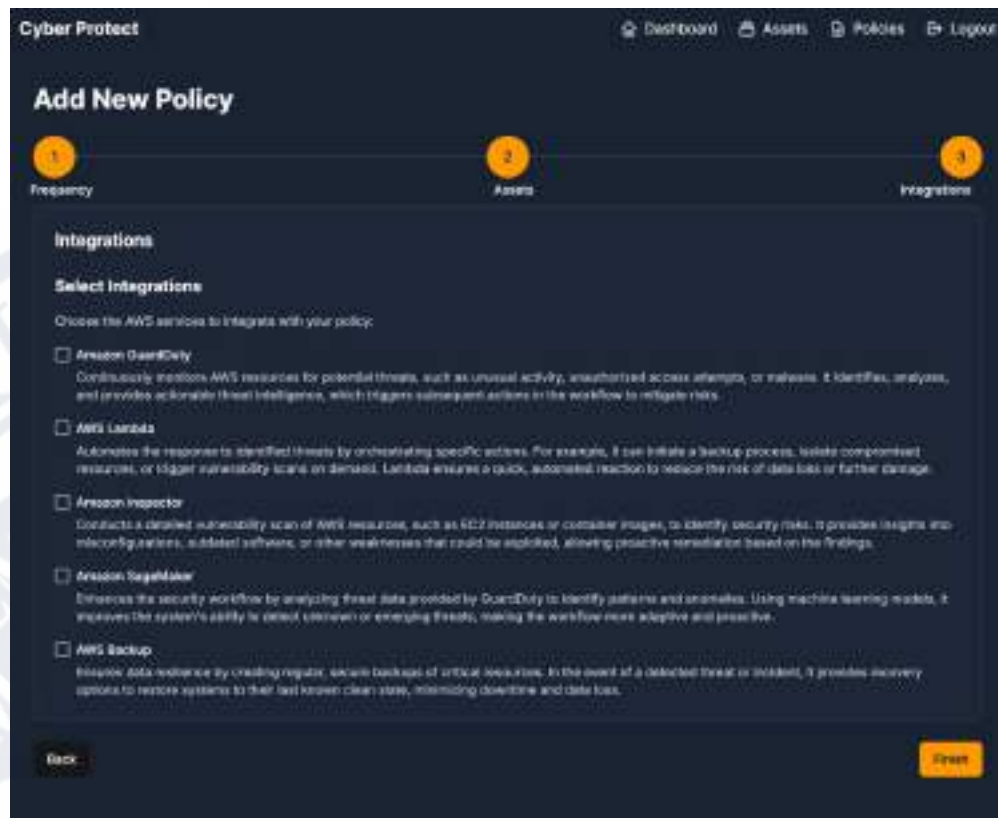 Cyber Protect
Dashboard
Assets
Policies
Logout
Add New Policy
1
2
3
Frequency
Assets
Integrations
Integrations
Select Integrations
Choose the AWS services to integrate with your policy:
Amazon GuardDuty
Continuously monitors AWS resources for potential threats, such as unusual activity, unauthorized access attempts, or malware. It identifies, analyzes,
and provides actionable threat intelligence, which triggers subsequent actions in the workflow to mitigate risks.
AWS Lambda
Automates the response to identified threats by orchestrating specific actions. For example, it can initiate a backup process, isolate compromised
resources, or trigger vulnerability scans on demand. Lambda ensures a quick, automated reaction to reduce the risk of data loss or further damage.
Amazon Inspector
Conducts a detailed vulnerability scan of AWS resources, such as EC2 instances or container images, to identify security risks. It provides insights into
misconfigurations, outdated software, or other weaknesses that could be exploited, allowing proactive remediation based on the findings.
Amazon SageMaker
Enhances the security workflow by analyzing threat data provided by GuardDuty to identify patterns and anomalies. Using machine learning models, it
improves the system's ability to detect unknown or emerging threats, making the workflow more adaptive and proactive.
AWS Backup
Ensures data resilience by creating regular, secure backups of critical resources. In the event of a detected threat or incident, it provides recovery
options to restore systems to their last known clean state, minimizing downtime and data loss.
Back
Finish